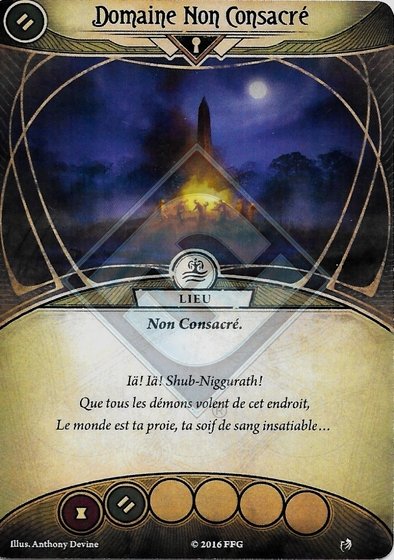 Domaine Non Consacré
LIEU
Non Consacré.
Iä! Iä! Shub-Niggurath!
Que tous les démons volent de cet endroit,
Le monde est ta proie, ta soif de sang insatiable…
Illus. Anthony Devine
© 2016 FFG